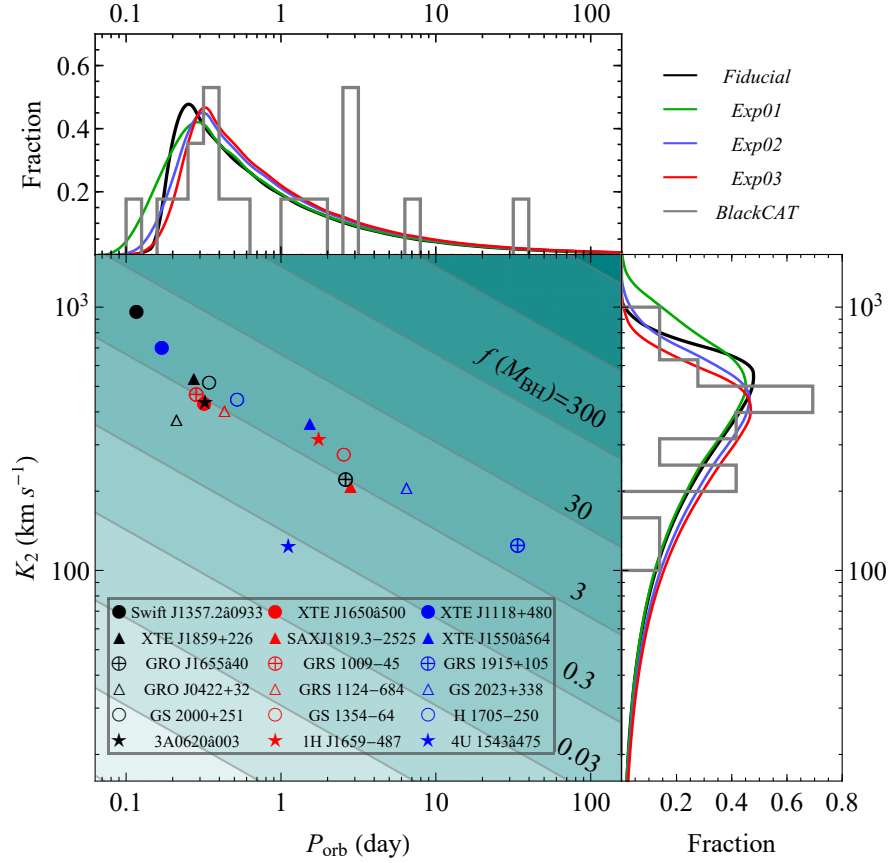 0.1 1 10 100
0.6
0.4
0.2
Fraction
Fiducial
Exp01
Exp02
Exp03
BlackCAT
10³
100
K₂ (km s⁻¹)
f (M_BH)=300
30
3
0.3
0.03
Swift J1357.2â0933 XTE J1650â500 XTE J1118+480
XTE J1859+226 SAXJ1819.3−2525 XTE J1550â564
GRO J1655â40 GRS 1009−45 GRS 1915+105
GRO J0422+32 GRS 1124−684 GS 2023+338
GS 2000+251 GS 1354−64 H 1705−250
3A0620â003 1H J1659−487 4U 1543â475
10³
100
0.1 1 10 100
P_orb (day)
0.2 0.4 0.6 0.8
Fraction